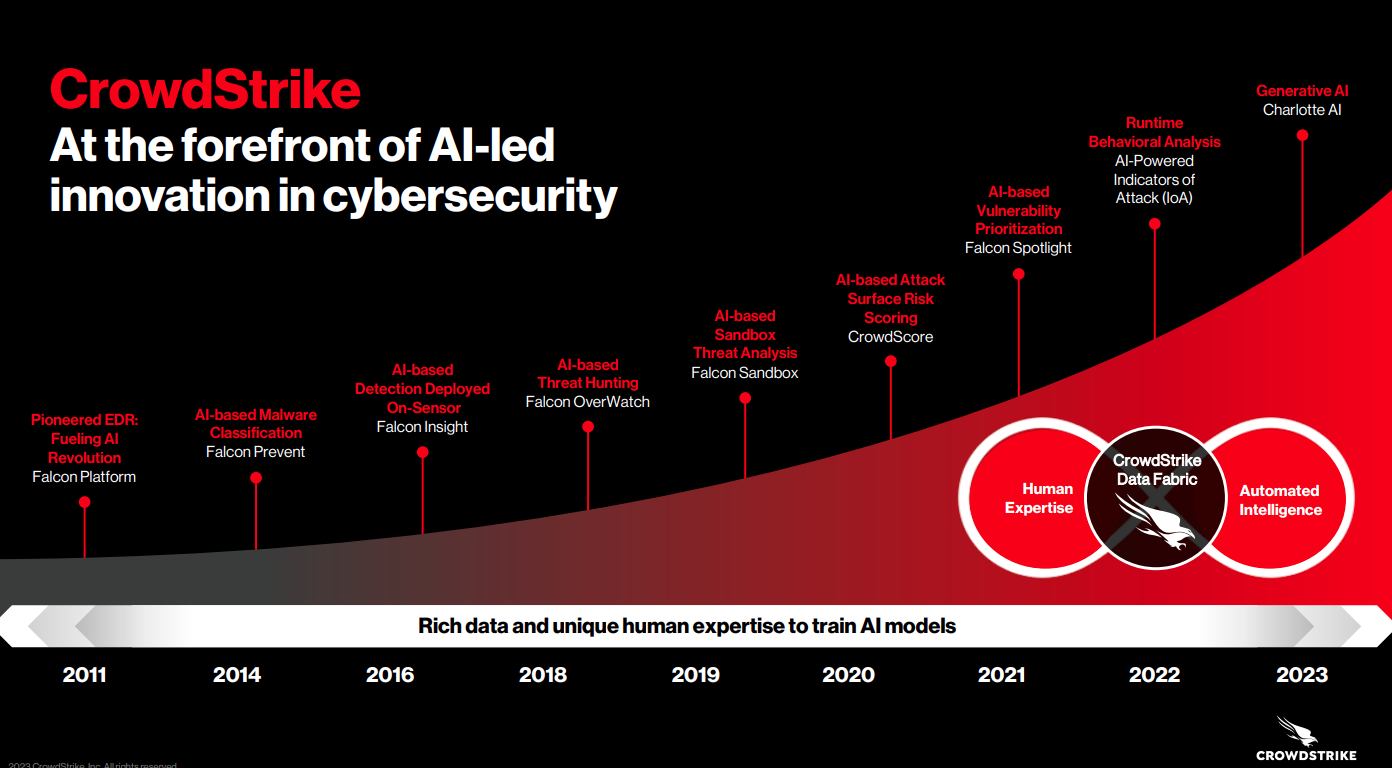 CrowdStrike
At the forefront of AI-led
innovation in cybersecurity
Pioneered EDR:
Fueling AI
Revolution
Falcon Platform
AI-based Malware
Classification
Falcon Prevent
AI-based
Detection Deployed
On-Sensor
Falcon Insight
AI-based
Threat Hunting
Falcon OverWatch
AI-based
Sandbox
Threat Analysis
Falcon Sandbox
AI-based Attack
Surface Risk
Scoring
CrowdScore
AI-based
Vulnerability
Prioritization
Falcon Spotlight
Runtime
Behavioral Analysis
AI-Powered
Indicators of
Attack (IoA)
Generative AI
Charlotte AI
Human
Expertise
CrowdStrike
Data Fabric
Automated
Intelligence
Rich data and unique human expertise to train AI models
2011 2014 2016 2018 2019 2020 2021 2022 2023
CROWDSTRIKE
2023 CrowdStrike, Inc. All rights reserved.